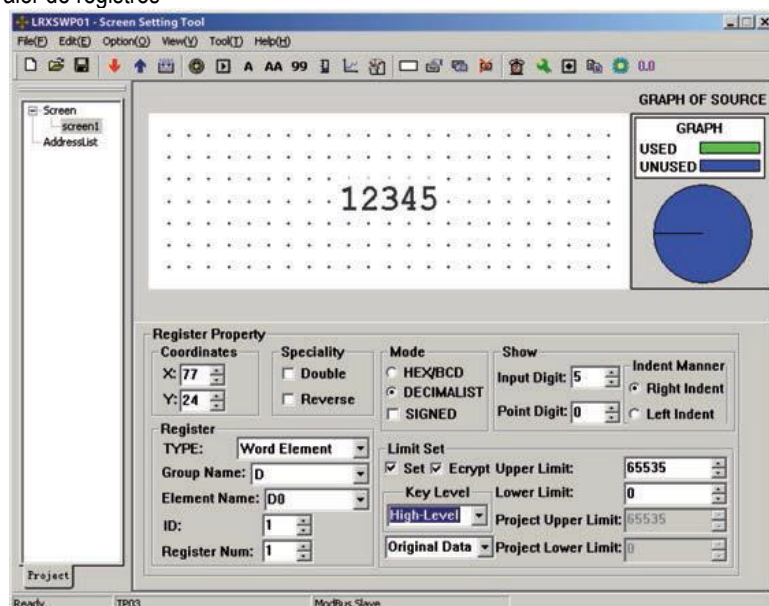 valor de registros
LRXSWP01 - Screen Setting Tool
File(F) Edit(E) Option(O) View(V) Tool(T) Help(H)
A AA 99 0.0
Screen
screen1
AddressList
12345
GRAPH OF SOURCE
GRAPH
USED
UNUSED
Register Property
Coordinates
X: 77
Y: 24
Speciality
Double
Reverse
Mode
HEX/BCD
DECIMALIST
SIGNED
Show
Input Digit: 5
Point Digit: 0
Indent Manner
Right Indent
Left Indent
Register
TYPE: Word Element
Group Name: D
Element Name: D0
ID: 1
Register Num: 1
Limit Set
Set Ecrypt Upper Limit: 65535
Key Level Lower Limit: 0
High-Level Project Upper Limit: 65535
Original Data Project Lower Limit: 0
Project
Ready TP03 ModBus Slave